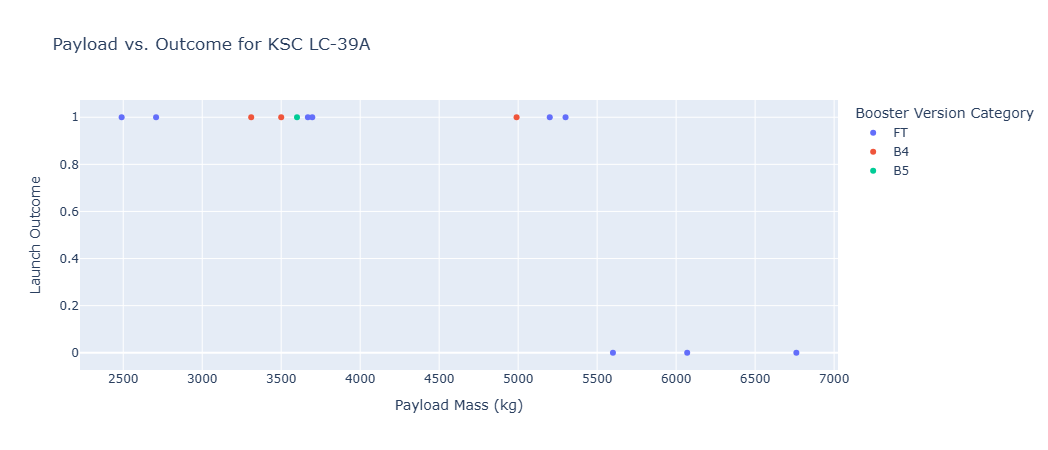 Payload vs. Outcome for KSC LC-39A
Booster Version Category
FT
B4
B5
Launch Outcome
1
0.8
0.6
0.4
0.2
0
2500 3000 3500 4000 4500 5000 5500 6000 6500 7000
Payload Mass (kg)